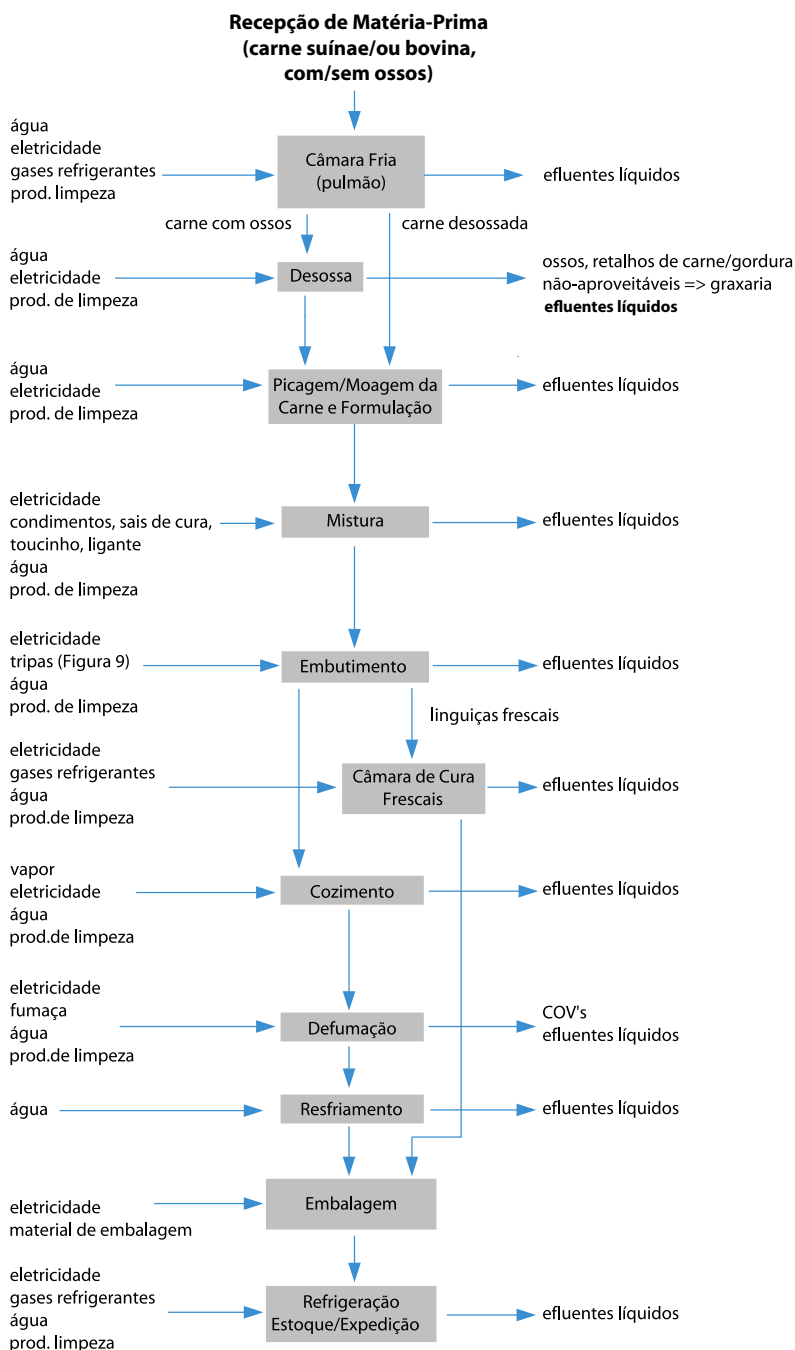 Recepção de Matéria-Prima
(carne suínae/ou bovina,
com/sem ossos)
água
eletricidade
gases refrigerantes
prod. limpeza
Câmara Fria
(pulmão)
efluentes líquidos
carne com ossos
carne desossada
água
eletricidade
prod. de limpeza
Desossa
ossos, retalhos de carne/gordura
não-aproveitáveis => graxaria
efluentes líquidos
água
eletricidade
prod. de limpeza
Picagem/Moagem da
Carne e Formulação
efluentes líquidos
eletricidade
condimentos, sais de cura,
toucinho, ligante
água
prod. de limpeza
Mistura
efluentes líquidos
eletricidade
tripas (Figura 9)
água
prod. de limpeza
Embutimento
efluentes líquidos
linguiças frescais
eletricidade
gases refrigerantes
água
prod.de limpeza
Câmara de Cura
Frescais
efluentes líquidos
vapor
eletricidade
água
prod.de limpeza
Cozimento
efluentes líquidos
eletricidade
fumaça
água
prod.de limpeza
Defumação
COV's
efluentes líquidos
água
Resfriamento
efluentes líquidos
eletricidade
material de embalagem
Embalagem
eletricidade
gases refrigerantes
água
prod. limpeza
Refrigeração
Estoque/Expedição
efluentes líquidos